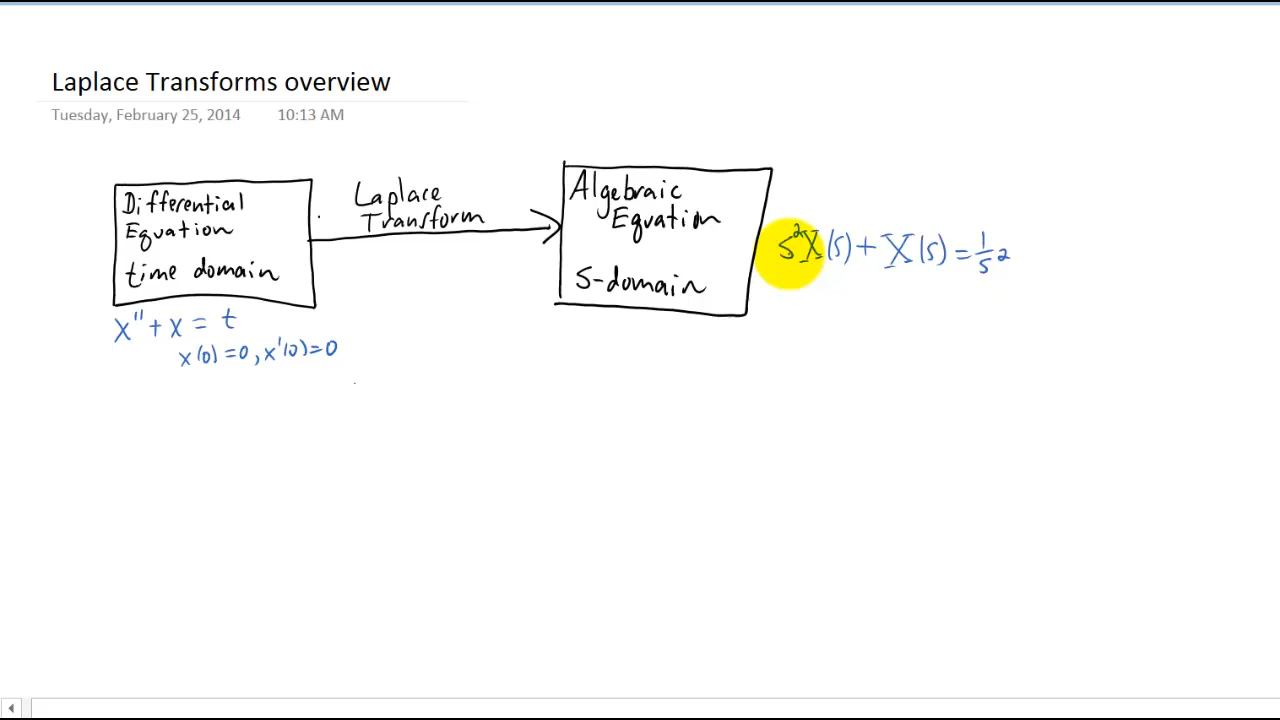 Laplace Transforms overview
Tuesday, February 25, 2014 10:13 AM
Differential
Equation
time domain
Laplace
Transform
Algebraic
Equation
S-domain
s²X(s) + X(s) = 1/s²
x'' + x = t
x(0) = 0, x'(0) = 0